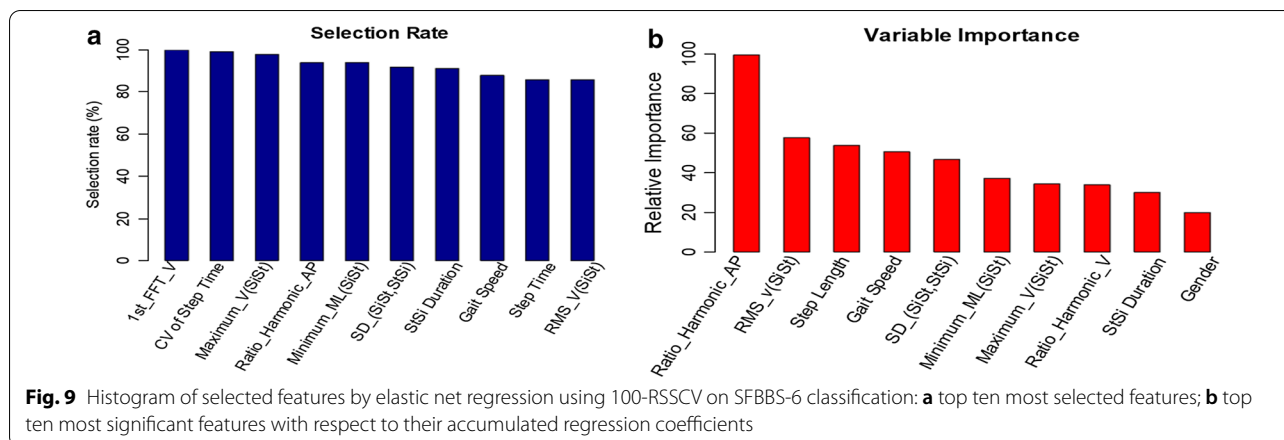 a
Selection Rate
Selection rate (%)
0 20 40 60 80 100
1st_FFT_V
CV of Step Time
Maximum_V(SiSt)
Ratio_Harmonic_AP
Minimum_ML(SiSt)
SD_(SiSt,StSi)
StSi Duration
Gait Speed
Step Time
RMS_V(SiSt)
b
Variable Importance
Relative Importance
0 20 40 60 80 100
Ratio_Harmonic_AP
RMS_v(SiSt)
Step Length
Gait Speed
SD_(SiSt,StSi)
Minimum_ML(SiSt)
Maximum_V(SiSt)
Ratio_Harmonic_V
StSi Duration
Gender
Fig. 9 Histogram of selected features by elastic net regression using 100-RSSCV on SFBBS-6 classification: a top ten most selected features; b top
ten most significant features with respect to their accumulated regression coefficients